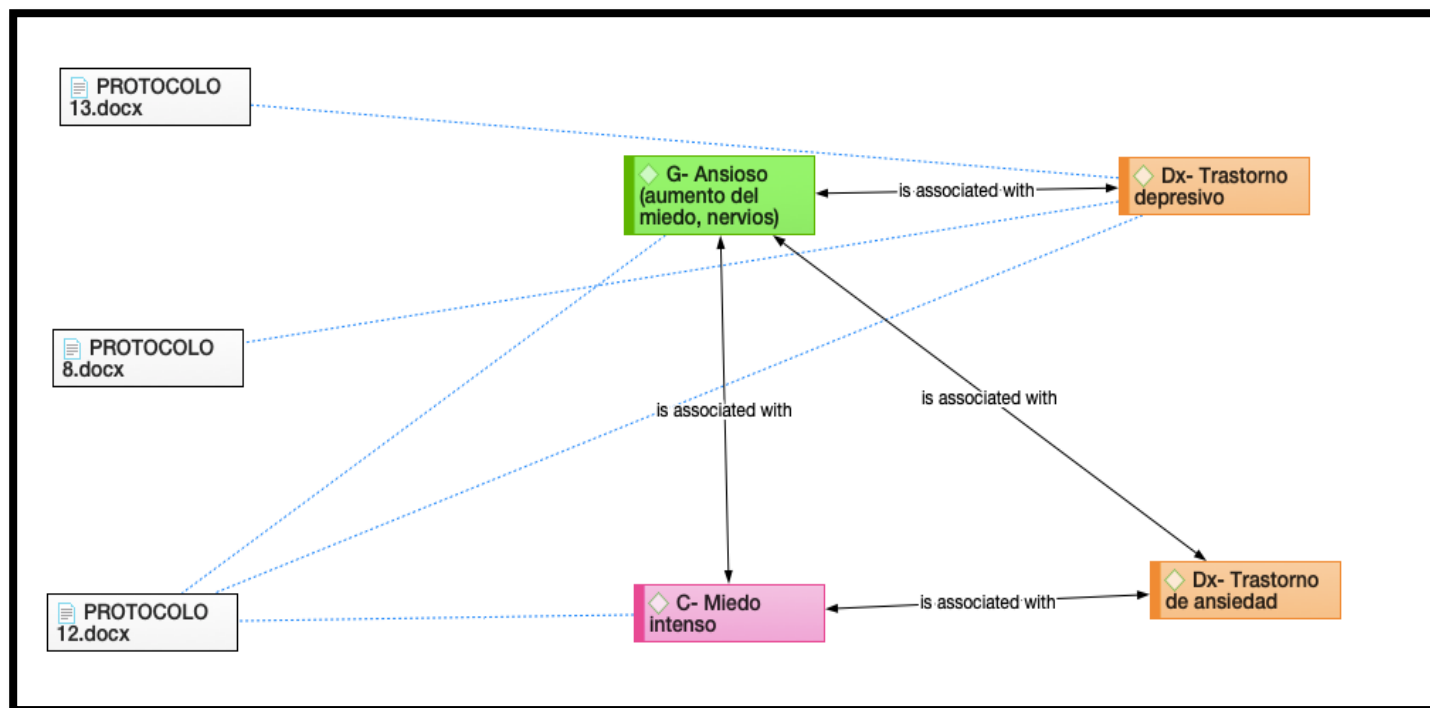 PROTOCOLO
13.docx
G- Ansioso
(aumento del
miedo, nervios)
is associated with
Dx- Trastorno
depresivo
PROTOCOLO
8.docx
is associated with
is associated with
PROTOCOLO
12.docx
C- Miedo
intenso
is associated with
Dx- Trastorno
de ansiedad